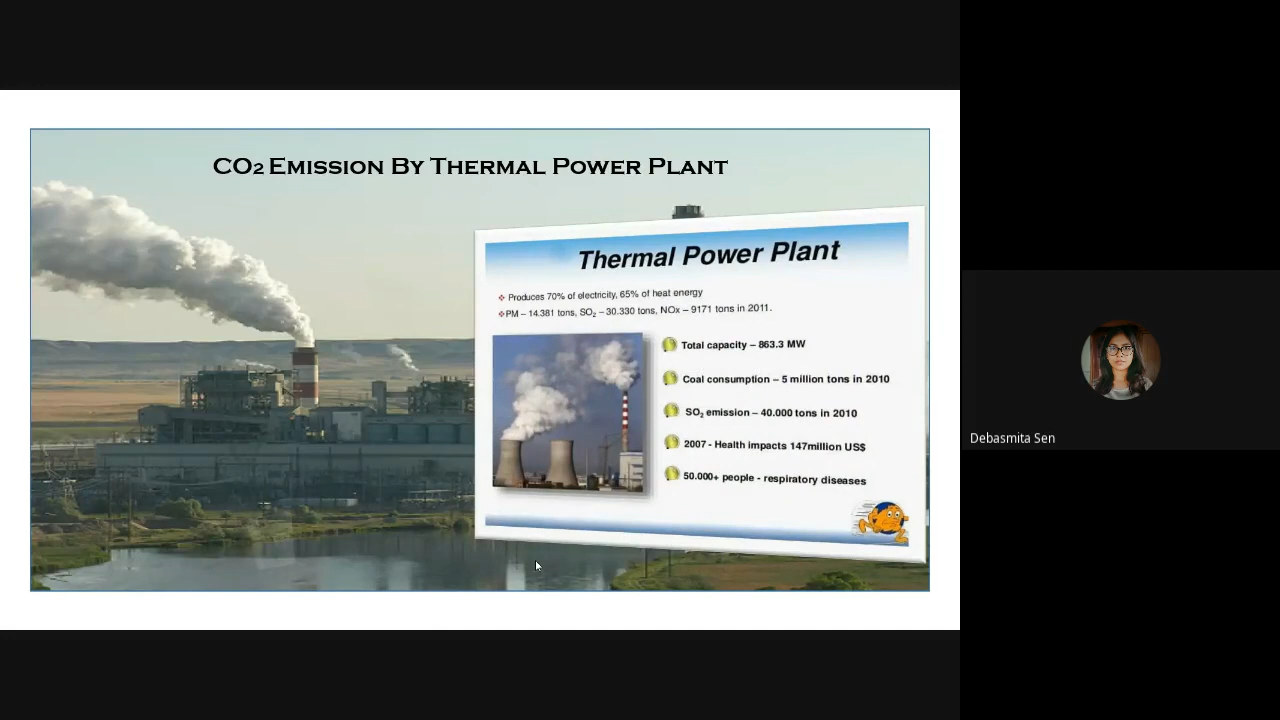 CO2 Emission By Thermal Power Plant
Thermal Power Plant
Produces 70% of electricity, 65% of heat energy
PM – 14.381 tons, SO2 – 30.330 tons, NOx – 9171 tons in 2011.
Total capacity – 863.3 MW
Coal consumption – 5 million tons in 2010
SO2 emission – 40.000 tons in 2010
2007 - Health impacts 147million US$
50.000+ people - respiratory diseases
Debasmita Sen